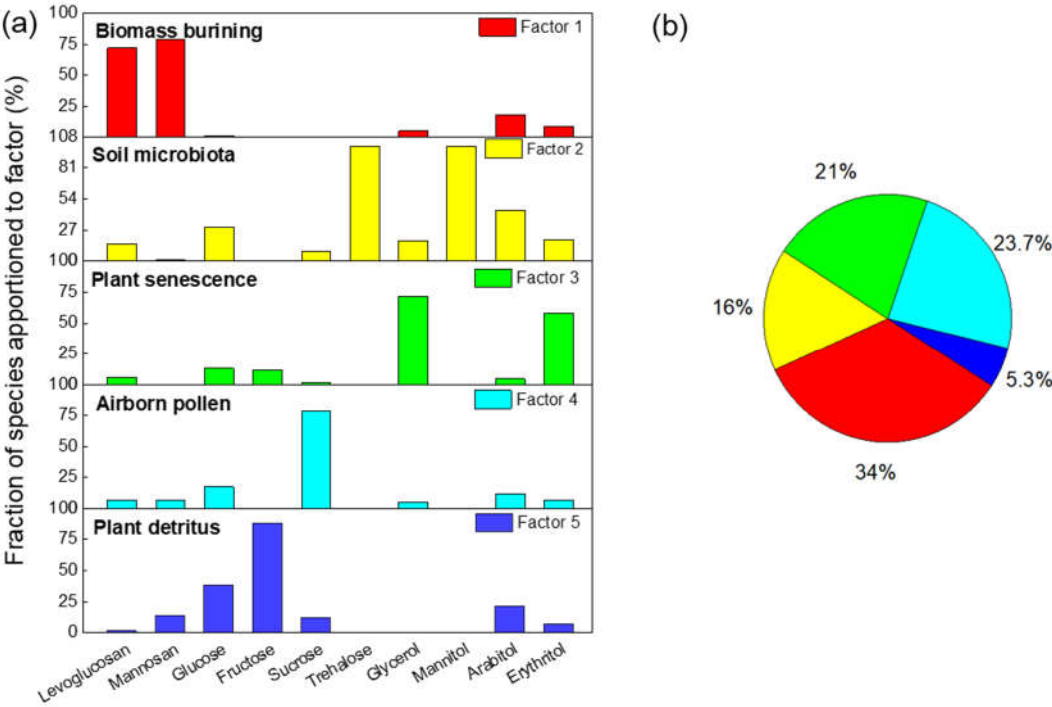 (a)
Fraction of species apportioned to factor (%)
100
75
50
25
108
Biomass burining
Factor 1
81
54
27
100
Soil microbiota
Factor 2
75
50
25
100
Plant senescence
Factor 3
75
50
25
100
Airborn pollen
Factor 4
75
50
25
0
Plant detritus
Factor 5
Levoglucosan
Mannosan
Glucose
Fructose
Sucrose
Trehalose
Glycerol
Mannitol
Arabitol
Erythritol
(b)
21%
23.7%
16%
5.3%
34%